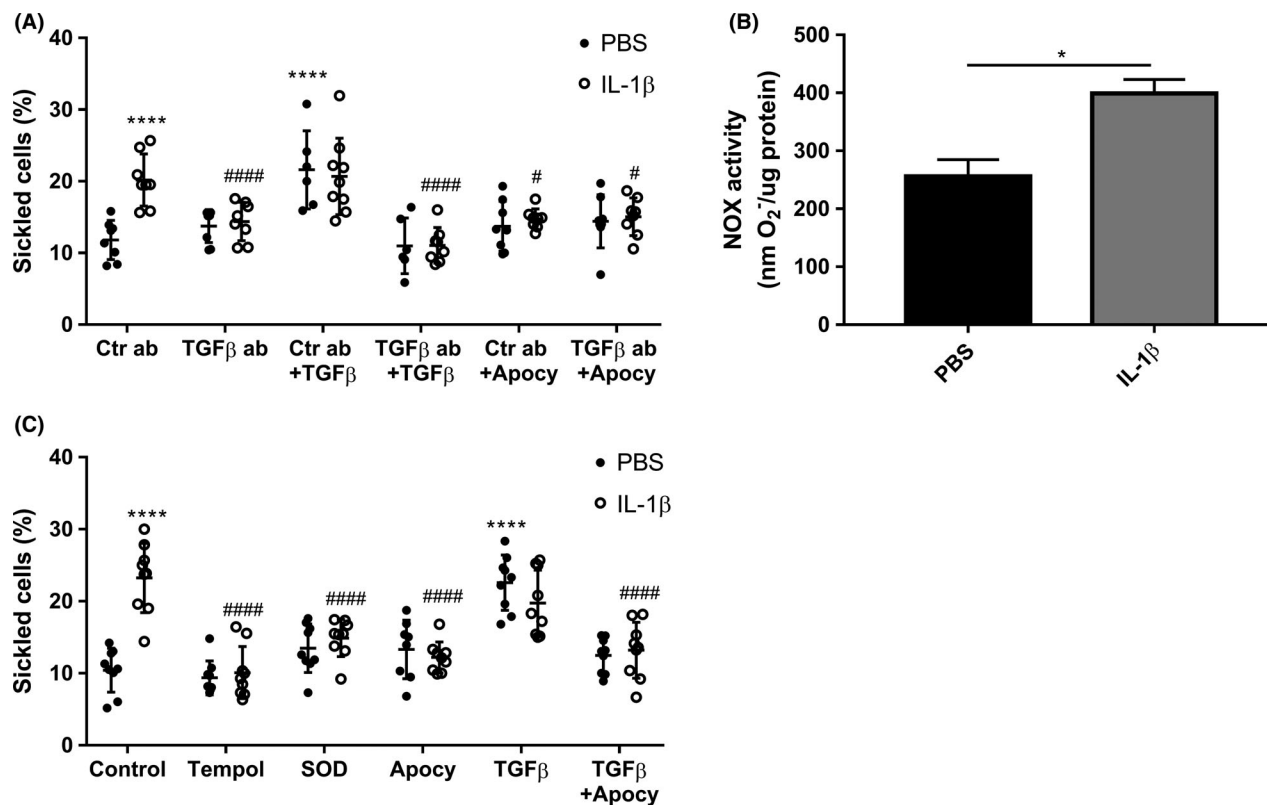 (A)
Sickled cells (%)
40
30
20
10
0
PBS
IL-1β
****
####
****
####
#
#
Ctr ab
TGFβ ab
Ctr ab
+TGFβ
TGFβ ab
+TGFβ
Ctr ab
+Apocy
TGFβ ab
+Apocy
(B)
NOX activity
(nm O₂⁻/ug protein)
500
400
300
200
100
0
*
PBS
IL-1β
(C)
Sickled cells (%)
40
30
20
10
0
PBS
IL-1β
****
####
####
####
****
####
Control
Tempol
SOD
Apocy
TGFβ
TGFβ
+Apocy